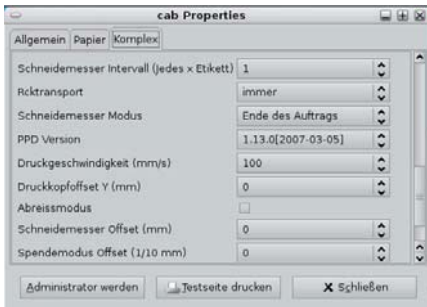 cab Properties
Allgemein Papier Komplex
Schneidemesser Intervall (Jedes x Etikett) 1
Rcktransport immer
Schneidemesser Modus Ende des Auftrags
PPD Version 1.13.0[2007-03-05]
Druckgeschwindigkeit (mm/s) 100
Druckkopfoffset Y (mm) 0
Abreissmodus
Schneidemesser Offset (mm) 0
Spendemodus Offset (1/10 mm) 0
Administrator werden Testseite drucken Schließen